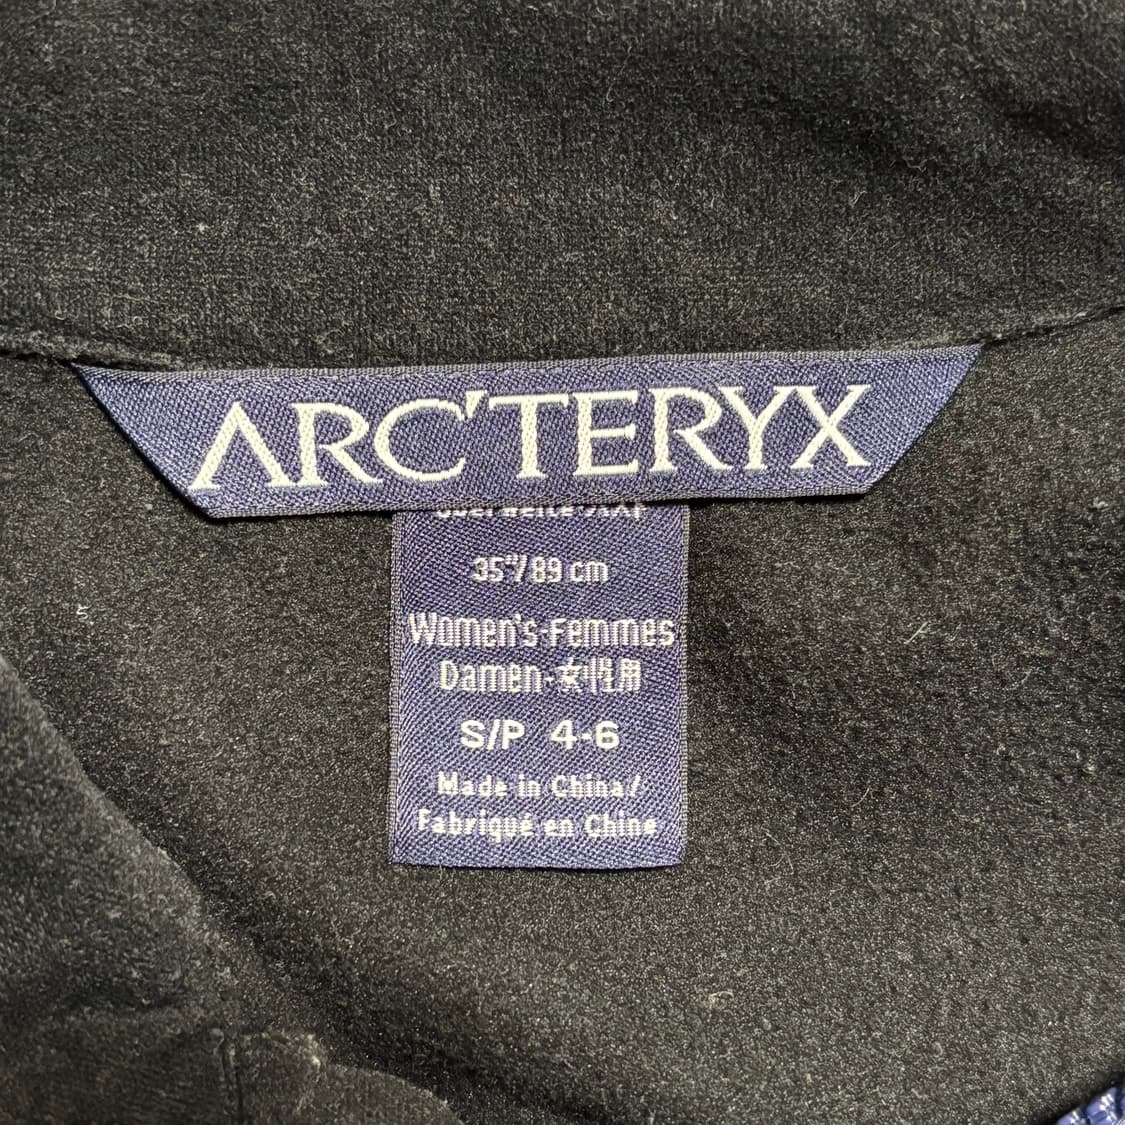 ARC'TERYX
35"/89 cm
Women's-Femmes
Damen-女性用
S/P 4-6
Made in China/
Fabriqué en Chine